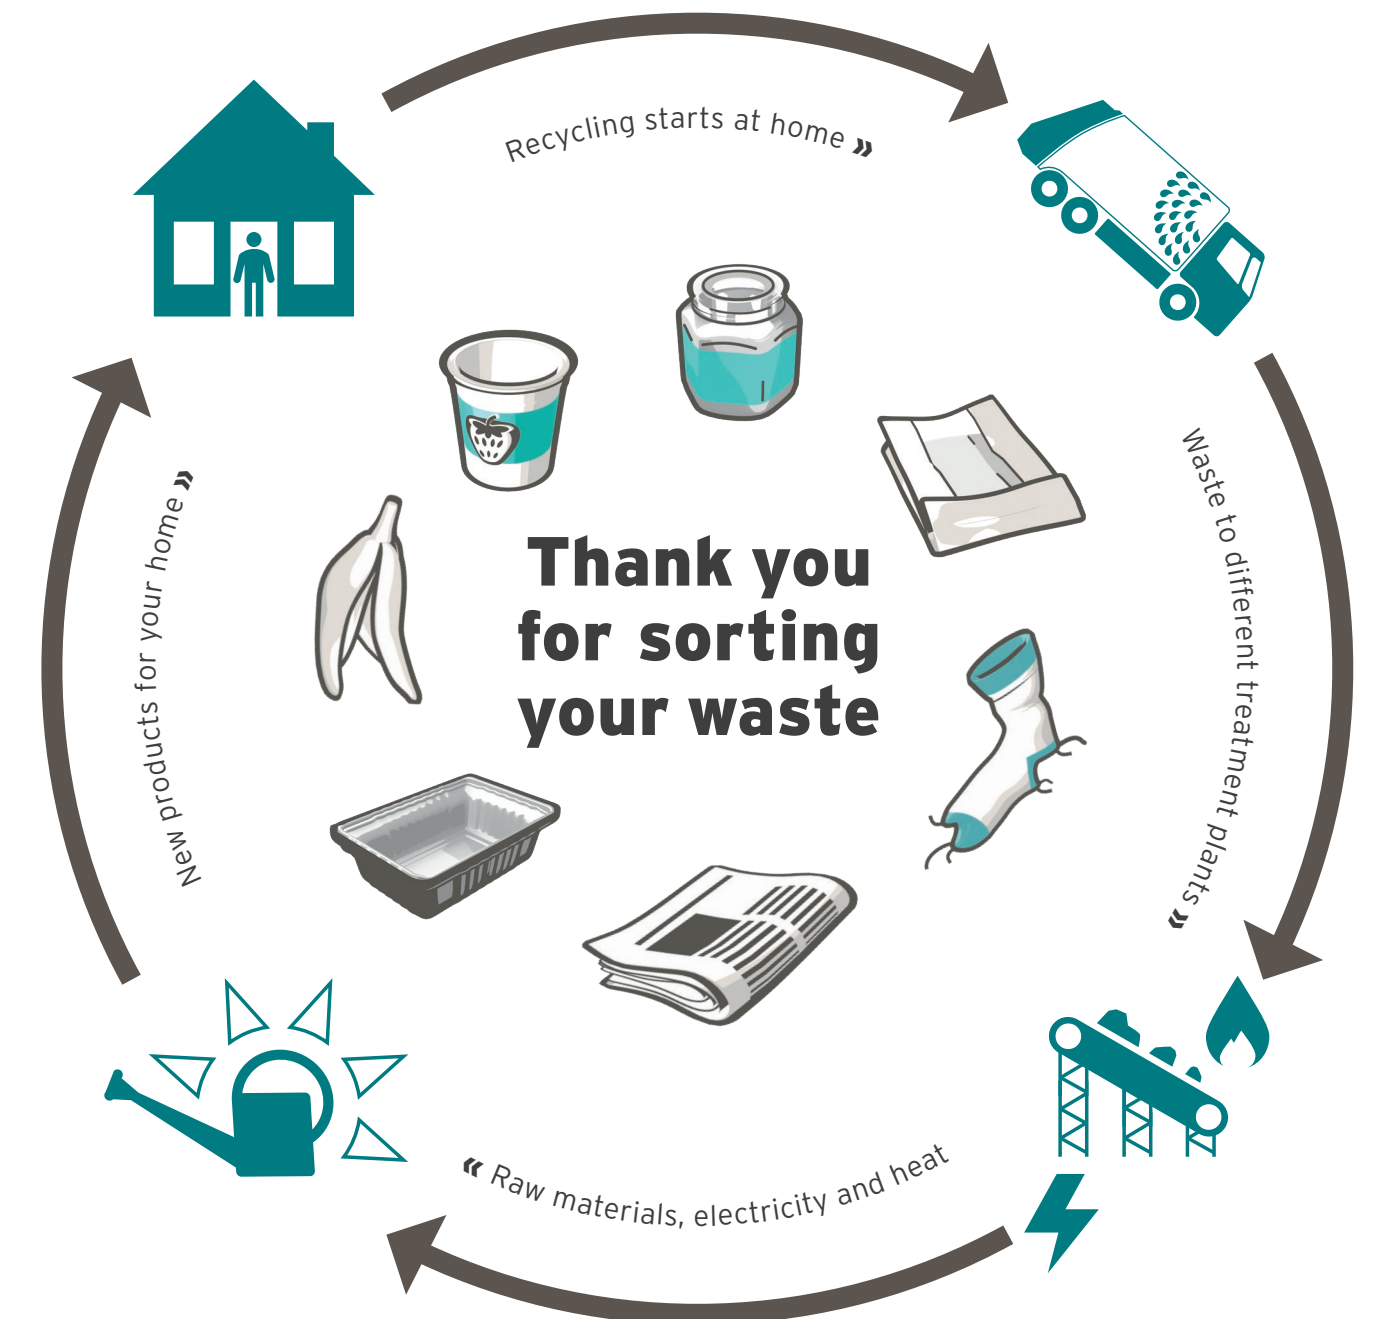 Recycling starts at home »
Waste to different treatment plants »
« Raw materials, electricity and heat
New products for your home »
Thank you
for sorting
your waste